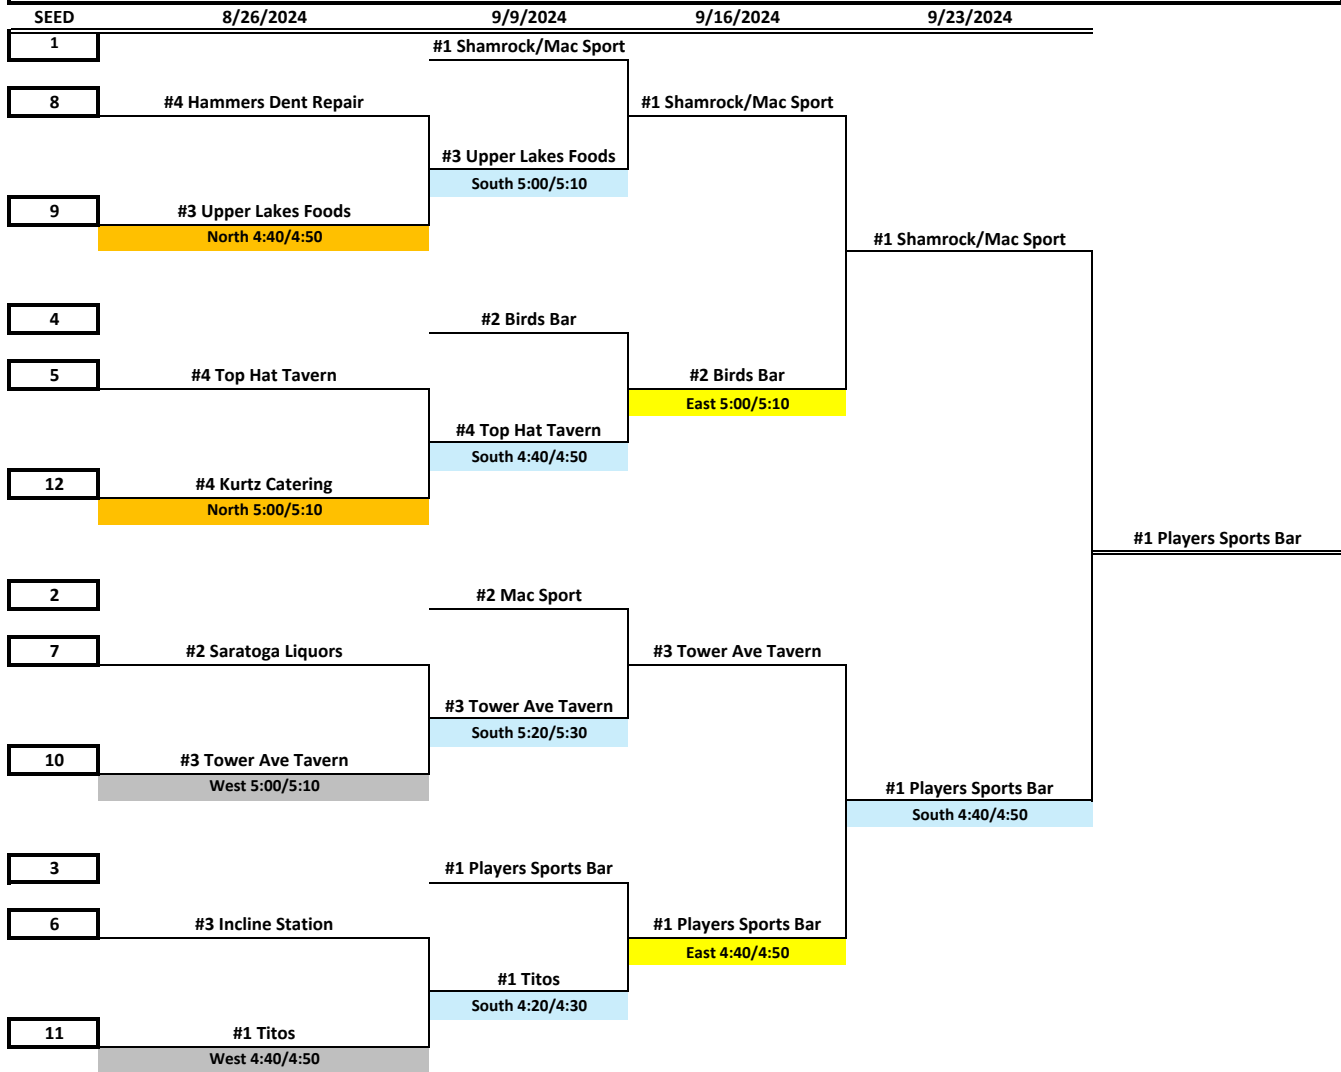 SEED 8/26/2024 9/9/2024 9/16/2024 9/23/2024
1 #1 Shamrock/Mac Sport
8 #4 Hammers Dent Repair #1 Shamrock/Mac Sport
#3 Upper Lakes Foods
South 5:00/5:10
9 #3 Upper Lakes Foods
North 4:40/4:50
#1 Shamrock/Mac Sport
4 #2 Birds Bar
5 #4 Top Hat Tavern #2 Birds Bar
East 5:00/5:10
#4 Top Hat Tavern
South 4:40/4:50
12 #4 Kurtz Catering
North 5:00/5:10
#1 Players Sports Bar
2 #2 Mac Sport
7 #2 Saratoga Liquors #3 Tower Ave Tavern
#3 Tower Ave Tavern
South 5:20/5:30
10 #3 Tower Ave Tavern
West 5:00/5:10
#1 Players Sports Bar
South 4:40/4:50
3 #1 Players Sports Bar
6 #3 Incline Station #1 Players Sports Bar
East 4:40/4:50
#1 Titos
South 4:20/4:30
11 #1 Titos
West 4:40/4:50